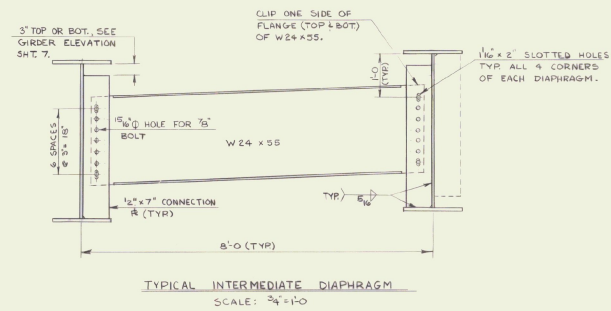 3" TOP OR BOT., SEE
GIRDER ELEVATION
SHT. 7.
CLIP ONE SIDE OF
FLANGE (TOP & BOT.)
OF W24 x 55.
1'-0
(TYP.)
1 1/16" x 2" SLOTTED HOLES
TYP. ALL 4 CORNERS
OF EACH DIAPHRAGM.
6 SPACES
@ 3" = 18"
15/16" ф HOLE FOR 7/8"
BOLT
W 24 x 55
1/2" x 7" CONNECTION
PL (TYP.)
TYP.
5/16
8'-0 (TYP.)
TYPICAL INTERMEDIATE DIAPHRAGM
SCALE: 3/4"=1'-0